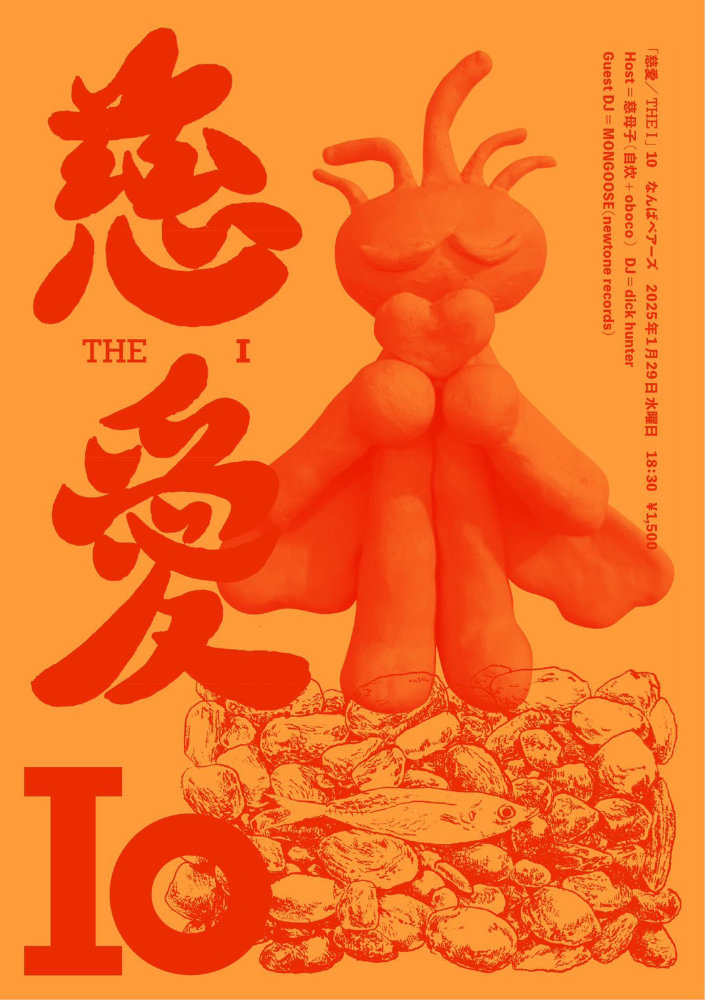 「慈愛／THE I」10　なんばベアーズ　2025年1月29日 水曜日　18:30　¥1,500
Host＝慈母子（自炊＋oboco）　DJ＝dick hunter
Guest DJ＝MONGOOSE（newtone records）
慈
THE I
愛
10